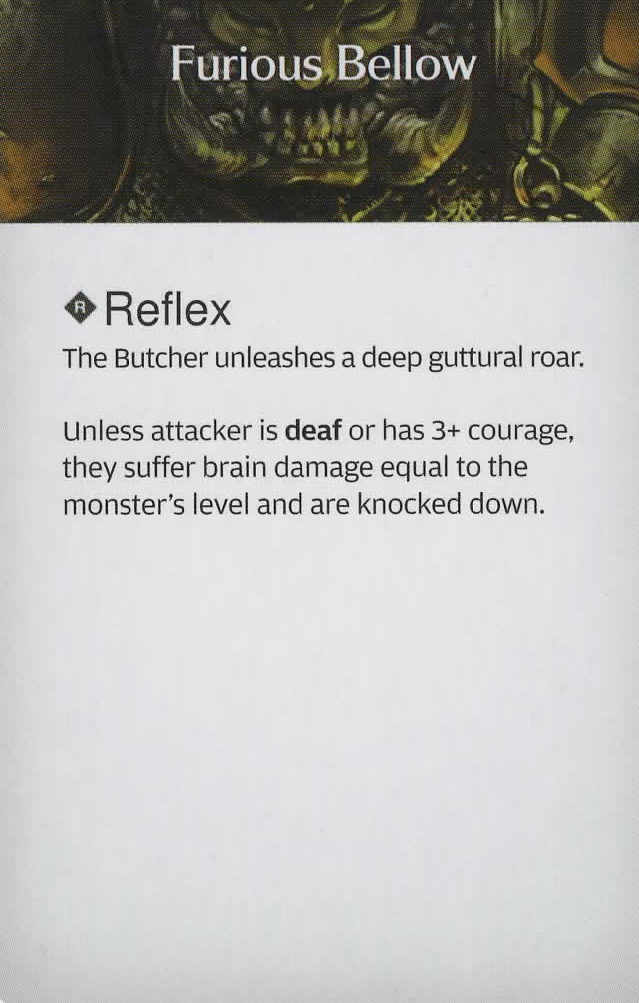 Furious Bellow
R Reflex
The Butcher unleashes a deep guttural roar.
Unless attacker is deaf or has 3+ courage,
they suffer brain damage equal to the
monster's level and are knocked down.